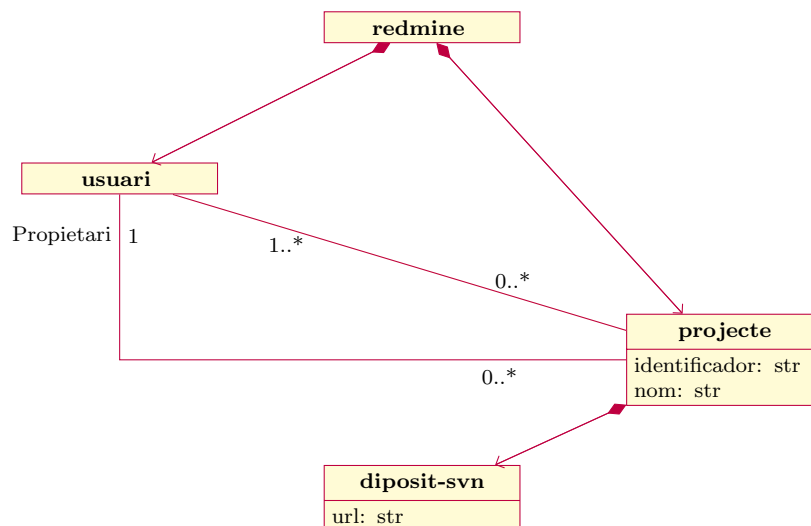 redmine
usuari
Propietari
1
1..*
0..*
projecte
identificador: str
nom: str
0..*
diposit-svn
url: str